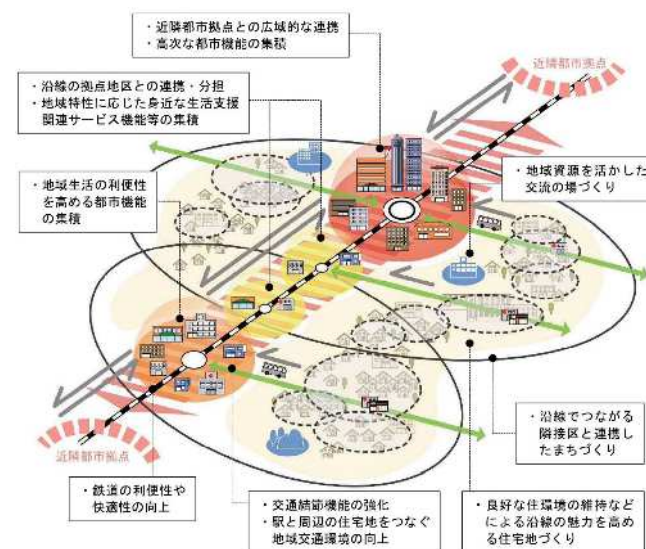 ・近隣都市拠点との広域的な連携
・高次な都市機能の集積
近隣都市拠点
・沿線の拠点地区との連携・分担
・地域特性に応じた身近な生活支援
関連サービス機能等の集積
・地域資源を活かした
交流の場づくり
・地域生活の利便性
を高める都市機能
の集積
・沿線でつながる
隣接区と連携し
たまちづくり
近隣都市拠点
・鉄道の利便性や
快適性の向上
・交通結節機能の強化
・駅と周辺の住宅地をつなぐ
地域交通環境の向上
・良好な住環境の維持など
による沿線の魅力を高め
る住宅地づくり